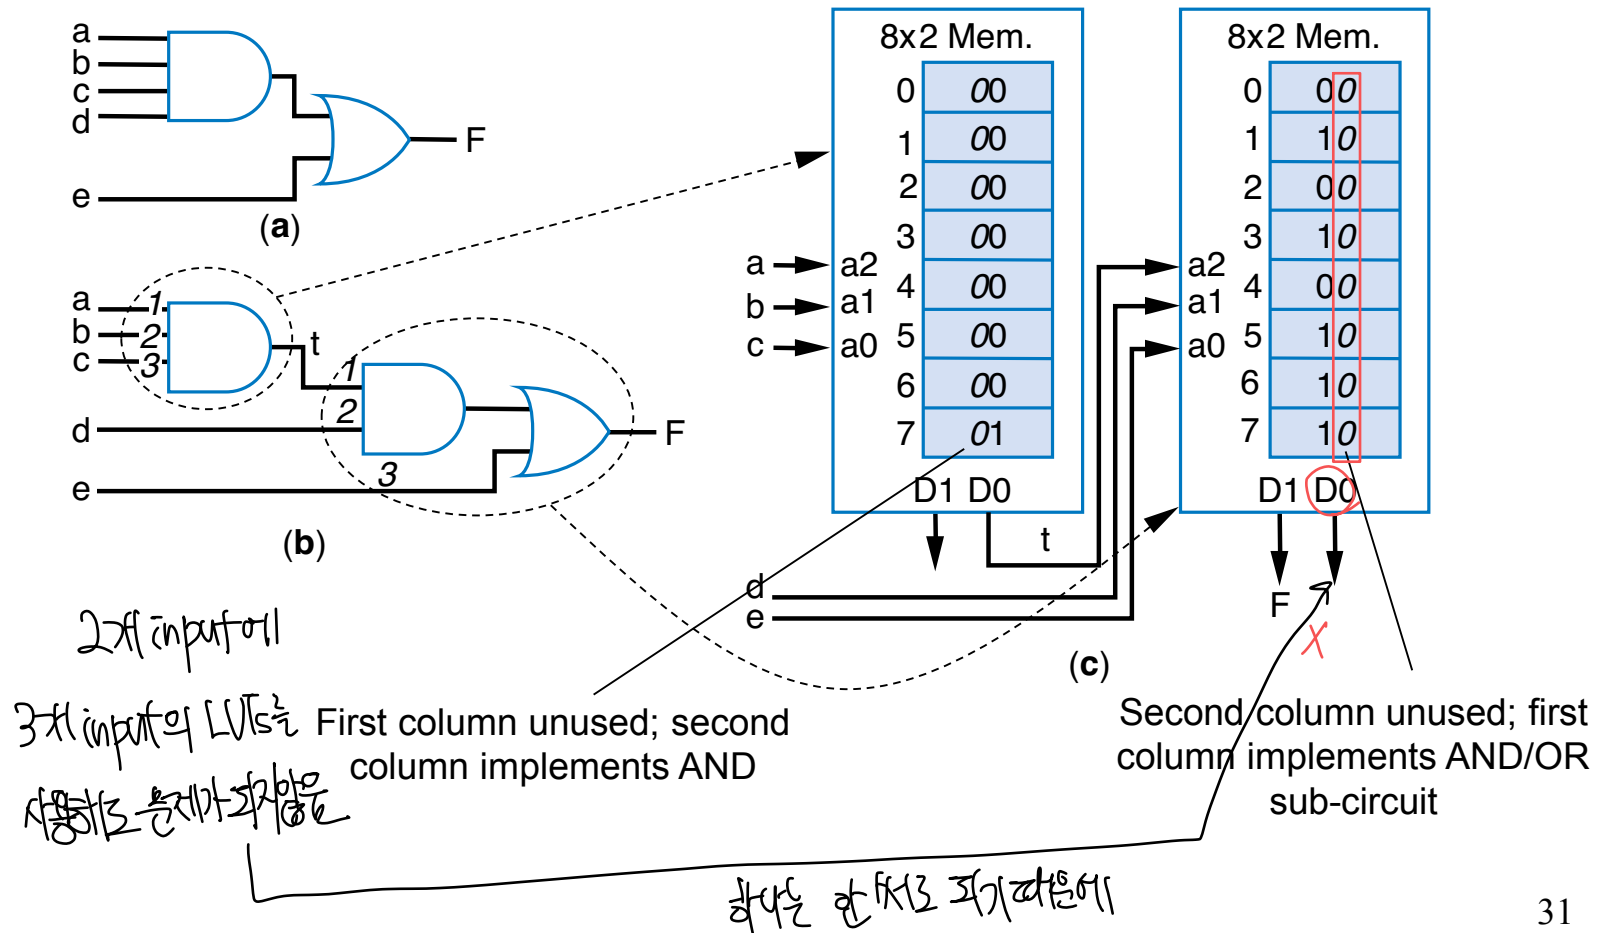 a
b
c
d
e
F
(a)
a 1
b 2
c 3
t
1
2
d
3
e
F
(b)
8x2 Mem.
0 00
1 00
2 00
3 00
4 00
5 00
6 00
7 01
a a2
b a1
c a0
D1 D0
t
d
e
8x2 Mem.
0 00
1 10
2 00
3 10
4 00
5 10
6 10
7 10
a2
a1
a0
D1 D0
F
X
(c)
2개 input에
3개 input의 LUTs를
사용해도 문제가 되지않음
First column unused; second
column implements AND
Second column unused; first
column implements AND/OR
sub-circuit
하나는 안써도 되기때문에
31